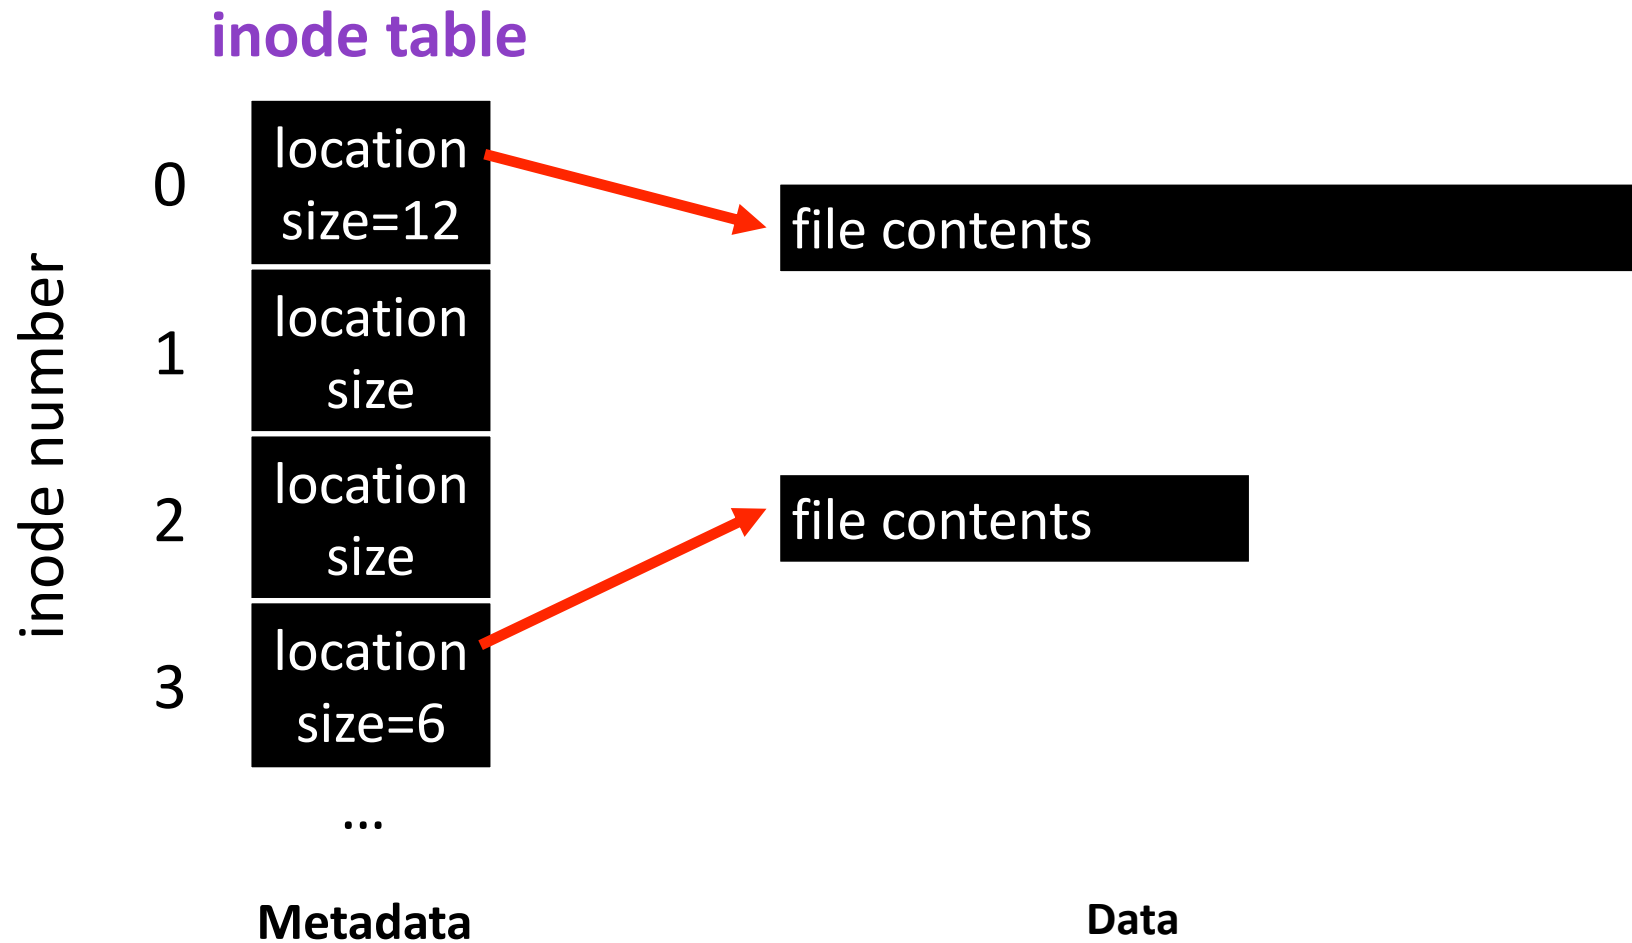 inode table
inode number
0
location
size=12
file contents
1
location
size
2
location
size
file contents
3
location
size=6
...
Metadata
Data